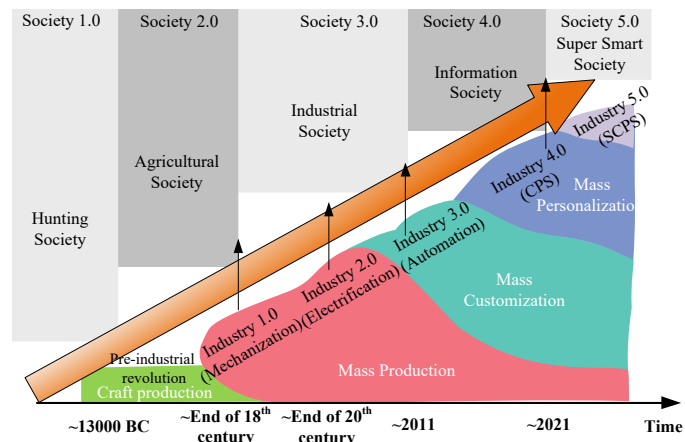 Society 1.0
Society 2.0
Society 3.0
Society 4.0
Society 5.0
Super Smart
Society
Information
Society
Industrial
Society
Agricultural
Society
Hunting
Society
Industry 5.0
(SCPS)
Industry 4.0
(CPS)
Mass
Personalizatio
Industry 3.0
(Automation)
Industry 2.0
(Electrification)
Industry 1.0
(Mechanization)
Mass
Customization
Mass Production
Pre-industrial
revolution
Craft production
~13000 BC
~End of 18th
century
~End of 20th
century
~2011
~2021
Time